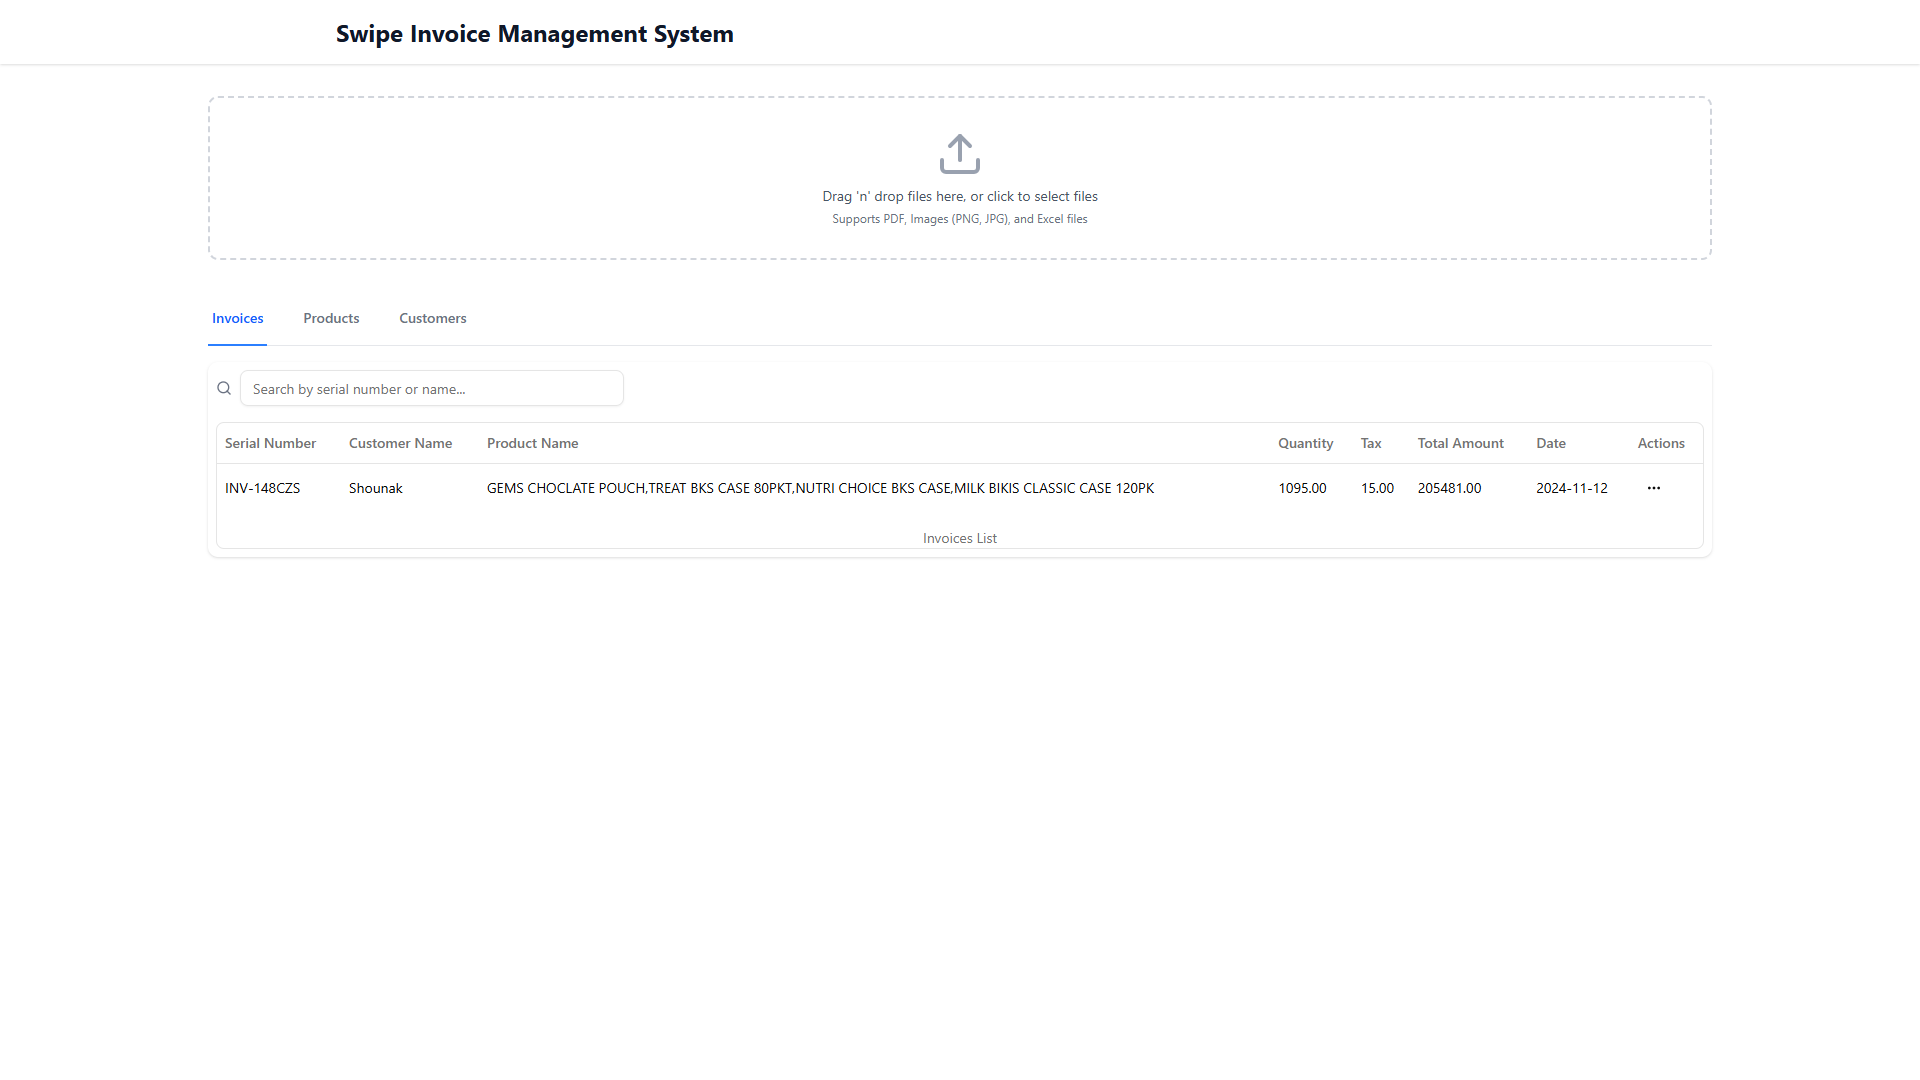 Swipe Invoice Management System
Drag 'n' drop files here, or click to select files
Supports PDF, Images (PNG, JPG), and Excel files
Invoices Products Customers
Search by serial number or name...
Serial Number Customer Name Product Name Quantity Tax Total Amount Date Actions
INV-148CZS Shounak GEMS CHOCLATE POUCH,TREAT BKS CASE 80PKT,NUTRI CHOICE BKS CASE,MILK BIKIS CLASSIC CASE 120PK 1095.00 15.00 205481.00 2024-11-12 ···
Invoices List